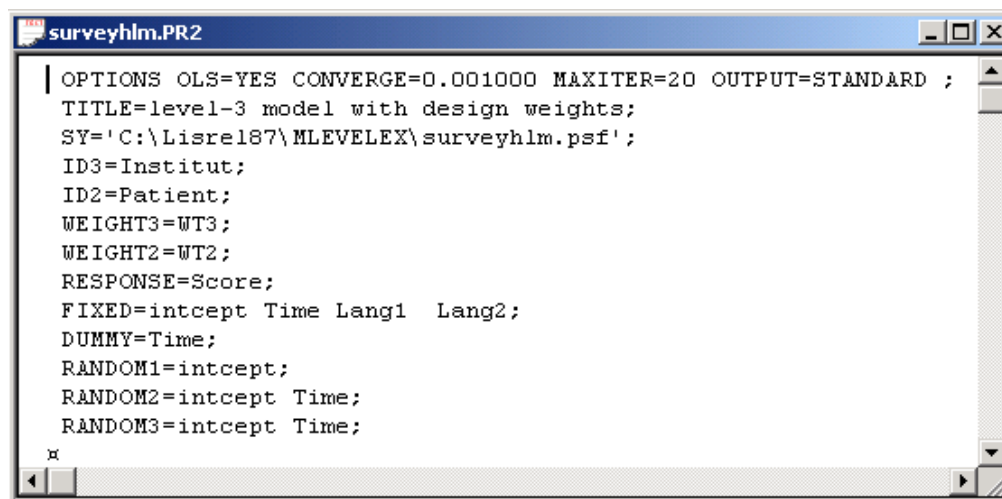 surveyhlm.PR2
OPTIONS OLS=YES CONVERGE=0.001000 MAXITER=20 OUTPUT=STANDARD ;
TITLE=level-3 model with design weights;
SY='C:\Lisrel87\MLEVELEX\surveyhlm.psf';
ID3=Institut;
ID2=Patient;
WEIGHT3=WT3;
WEIGHT2=WT2;
RESPONSE=Score;
FIXED=intcept Time Lang1  Lang2;
DUMMY=Time;
RANDOM1=intcept;
RANDOM2=intcept Time;
RANDOM3=intcept Time;
¤